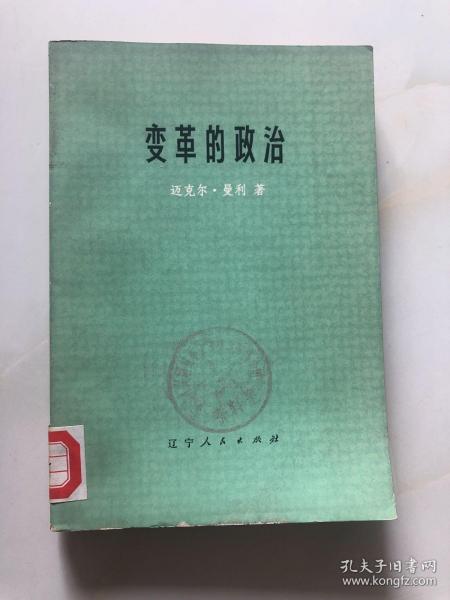 变革的政治
迈克尔·曼利 著
辽宁人民出版社
孔夫子旧书网
www.kongfz.com